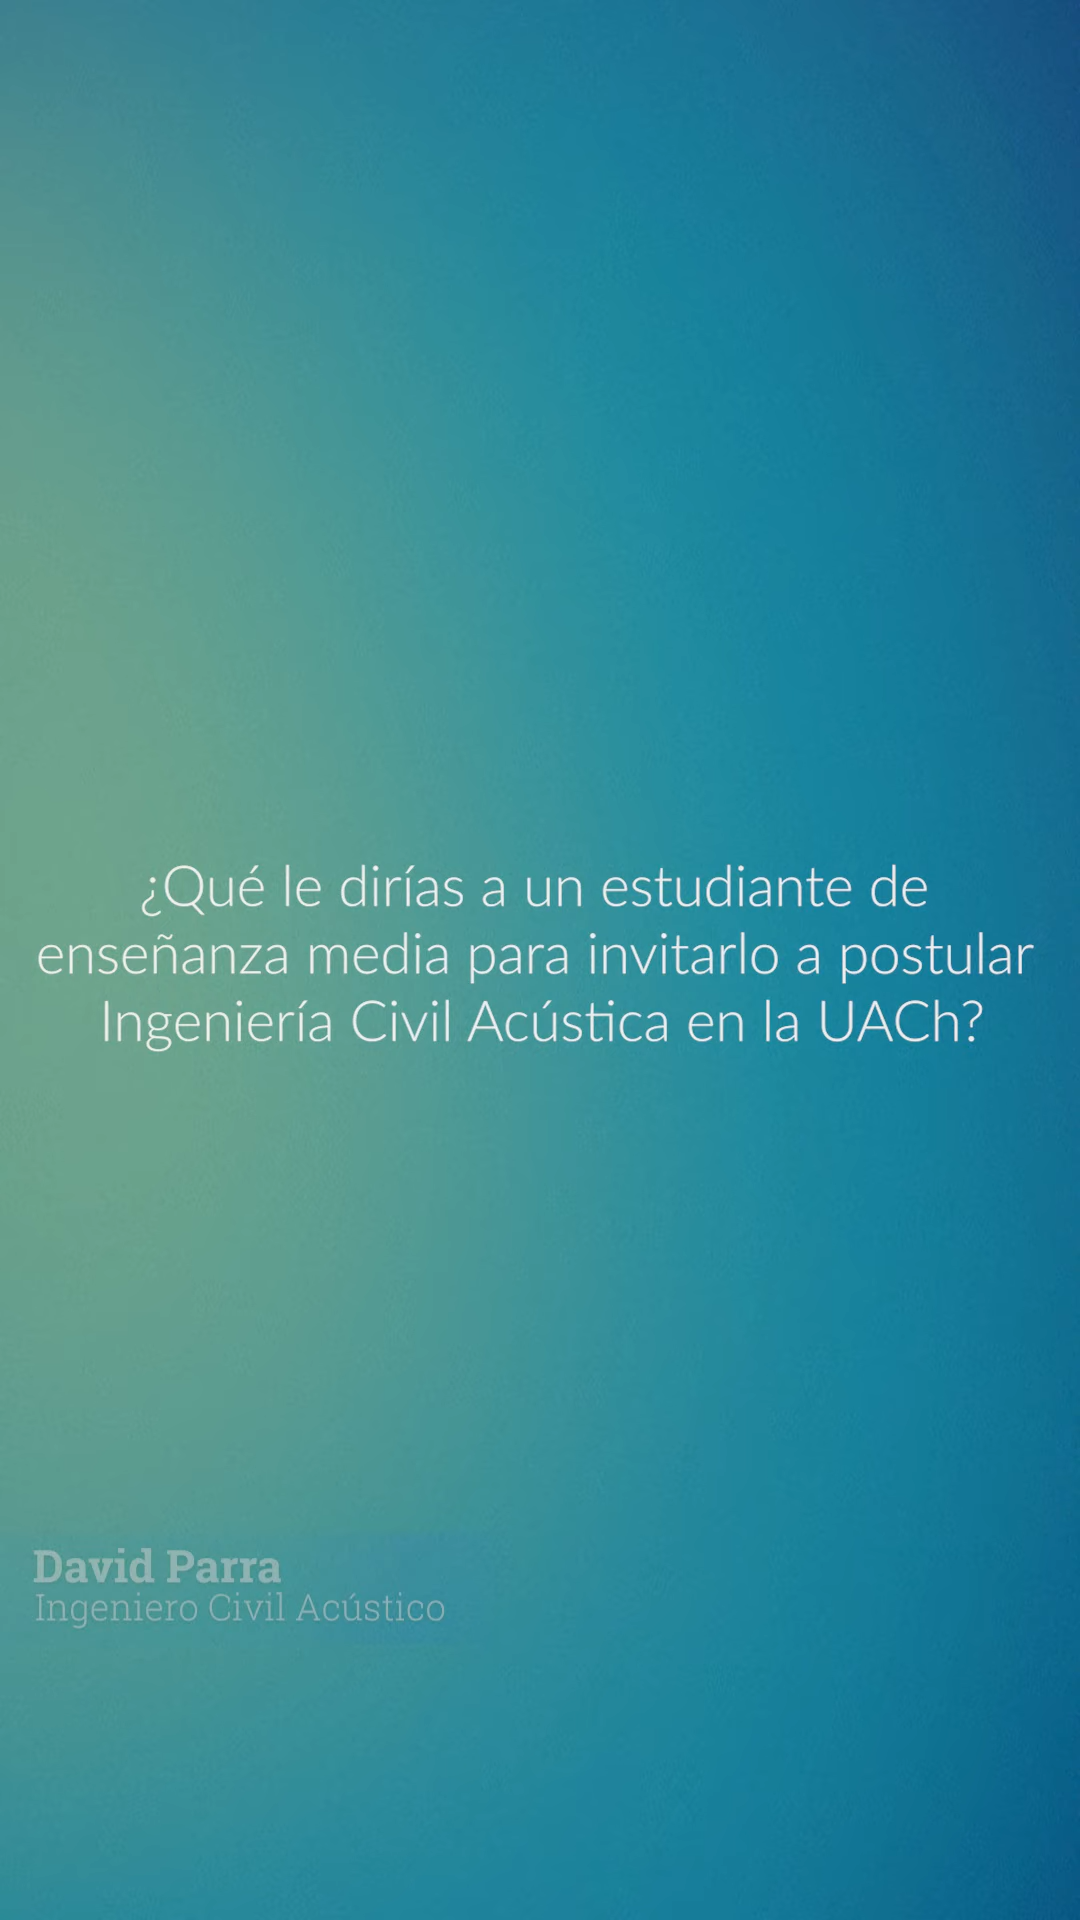 ¿Qué le dirías a un estudiante de
enseñanza media para invitarlo a postular
Ingeniería Civil Acústica en la UACh?
David Parra
Ingeniero Civil Acústico